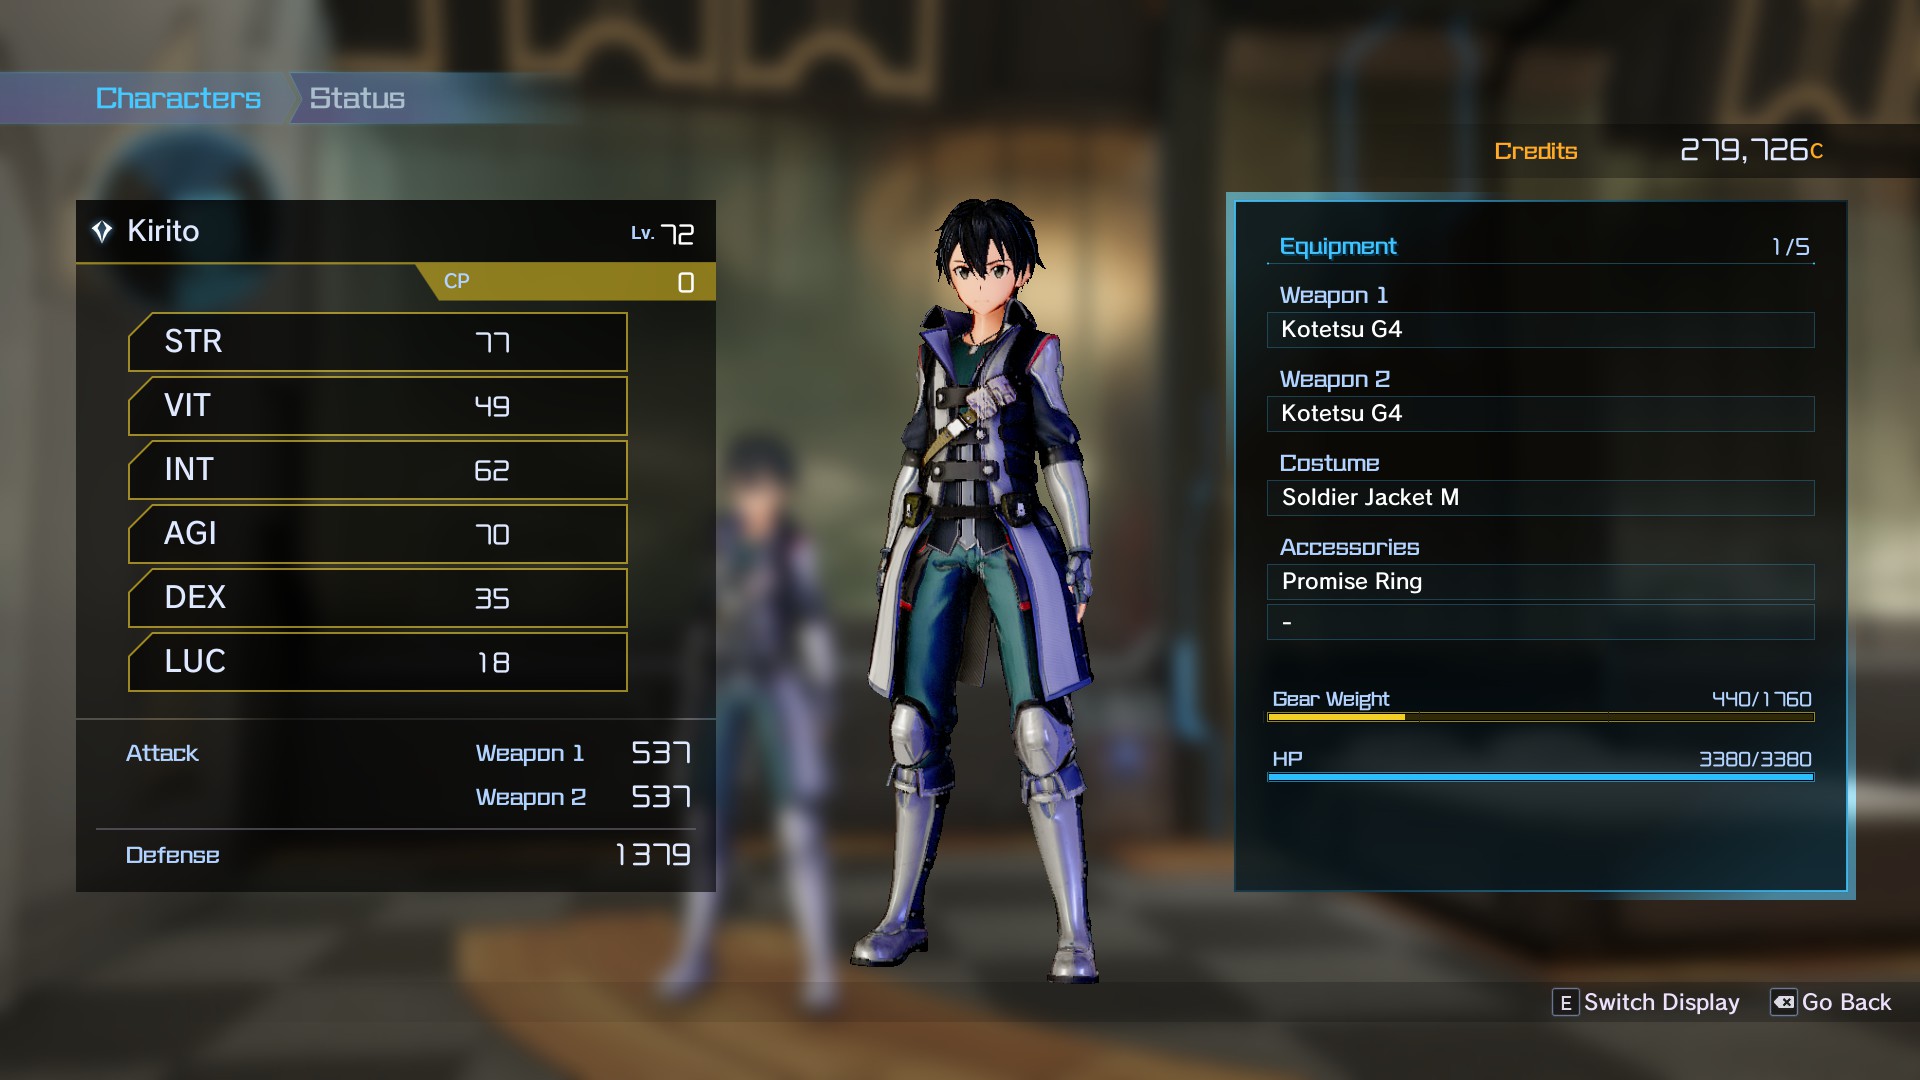 Characters Status
Credits 279,726C
Kirito Lv. 72
CP 0
STR 77
VIT 49
INT 62
AGI 70
DEX 35
LUC 18
Attack Weapon 1 537
Weapon 2 537
Defense 1379
Equipment 1/5
Weapon 1
Kotetsu G4
Weapon 2
Kotetsu G4
Costume
Soldier Jacket M
Accessories
Promise Ring
-
Gear Weight 440/1760
HP 3380/3380
E Switch Display Go Back